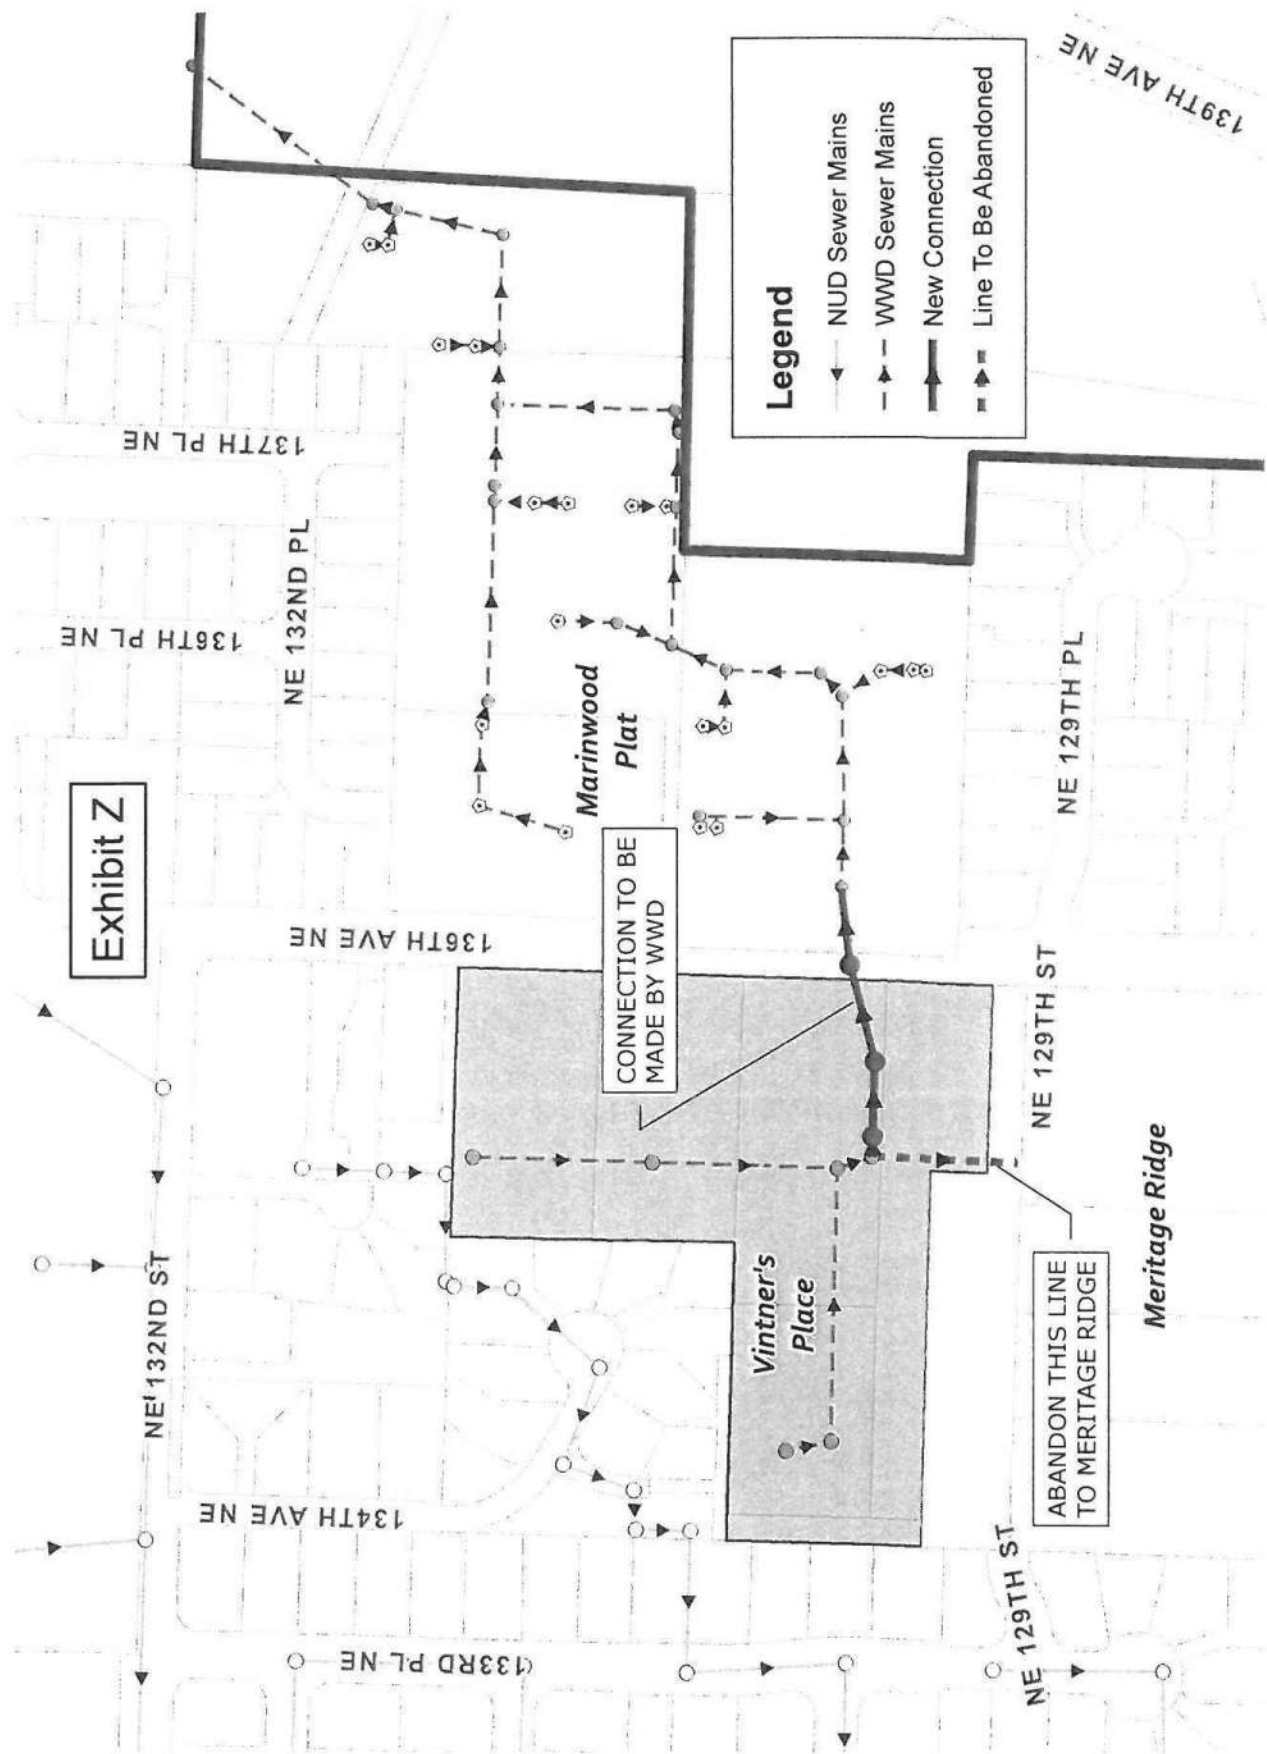 Exhibit Z
NE 132ND ST
134TH AVE NE
133RD PL NE
136TH AVE NE
136TH PL NE
137TH PL NE
NE 132ND PL
139TH AVE NE
Marinwood
Plat
CONNECTION TO BE
MADE BY WWD
Vintner's
Place
NE 129TH PL
NE 129TH ST
NE 129TH ST
Meritage Ridge
ABANDON THIS LINE
TO MERITAGE RIDGE
Legend
NUD Sewer Mains
WWD Sewer Mains
New Connection
Line To Be Abandoned